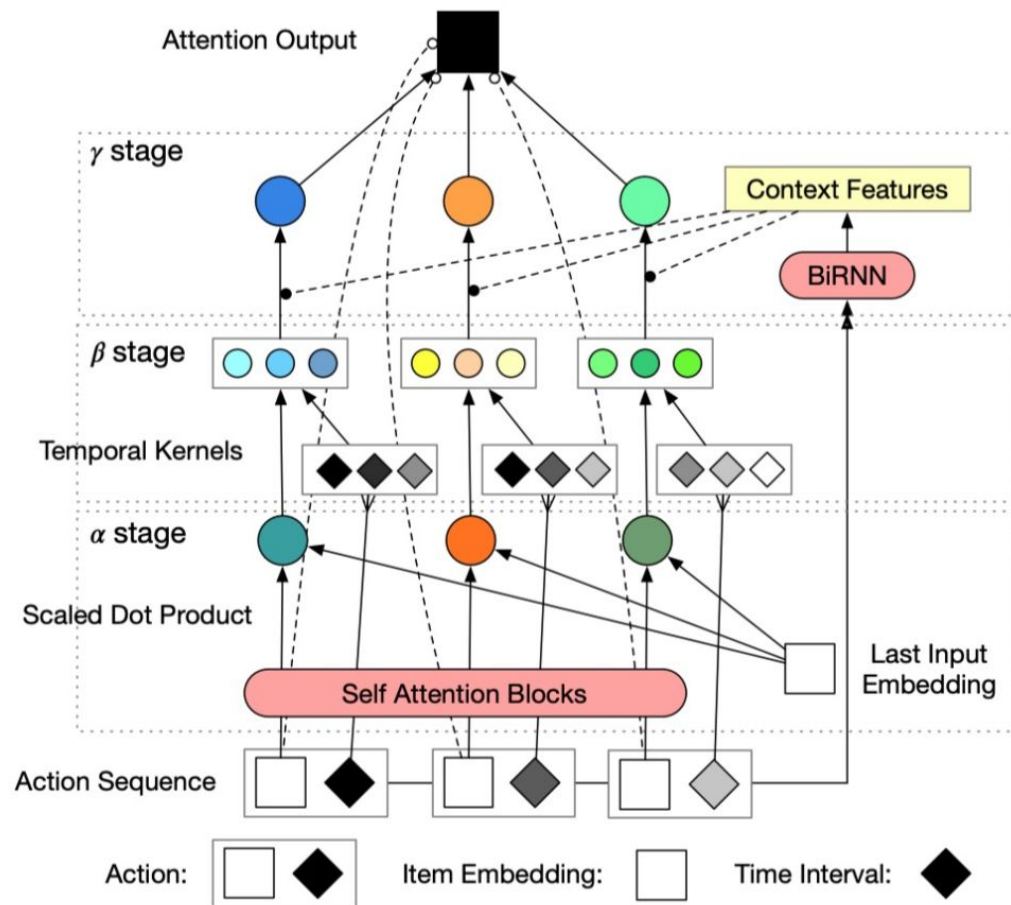 Attention Output
γ stage
Context Features
BiRNN
β stage
Temporal Kernels
α stage
Scaled Dot Product
Last Input
Embedding
Self Attention Blocks
Action Sequence
Action:
Item Embedding:
Time Interval: